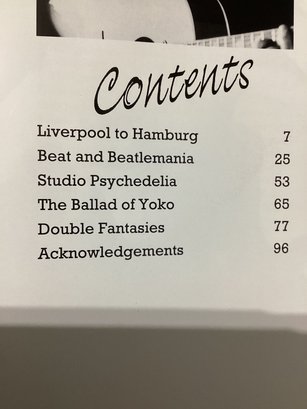 Contents
Liverpool to Hamburg 7
Beat and Beatlemania 25
Studio Psychedelia 53
The Ballad of Yoko 65
Double Fantasies 77
Acknowledgements 96